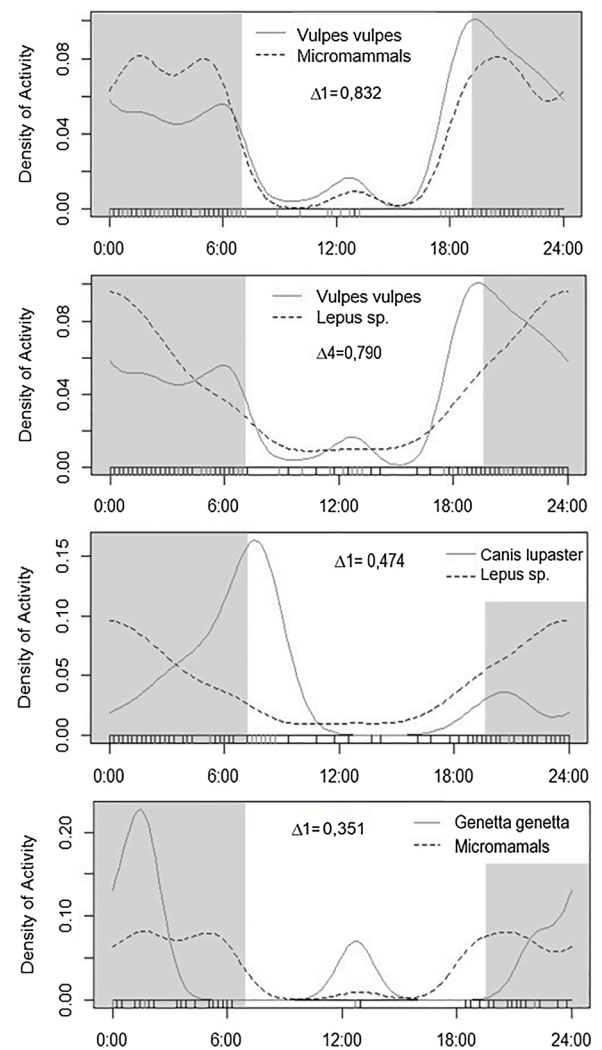 Density of Activity
0.08
0.04
0.00
Vulpes vulpes
Micromammals
Δ1=0,832
0:00 6:00 12:00 18:00 24:00
Density of Activity
0.08
0.04
0.00
Vulpes vulpes
Lepus sp.
Δ4=0,790
0:00 6:00 12:00 18:00 24:00
Density of Activity
0.15
0.10
0.05
0.00
Δ1= 0,474
Canis lupaster
Lepus sp.
0:00 6:00 12:00 18:00 24:00
Density of Activity
0.20
0.10
0.00
Δ1=0,351
Genetta genetta
Micromamals
0:00 6:00 12:00 18:00 24:00